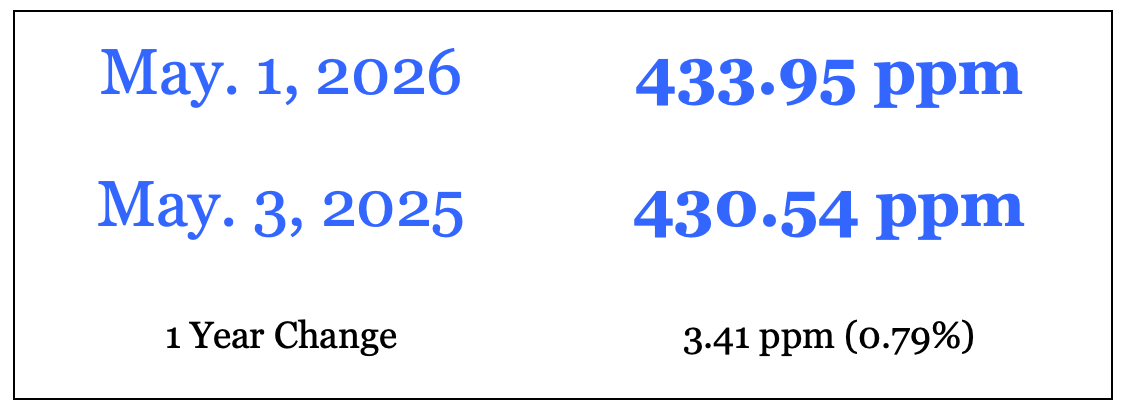 May. 1, 2026 433.95 ppm
May. 3, 2025 430.54 ppm
1 Year Change 3.41 ppm (0.79%)